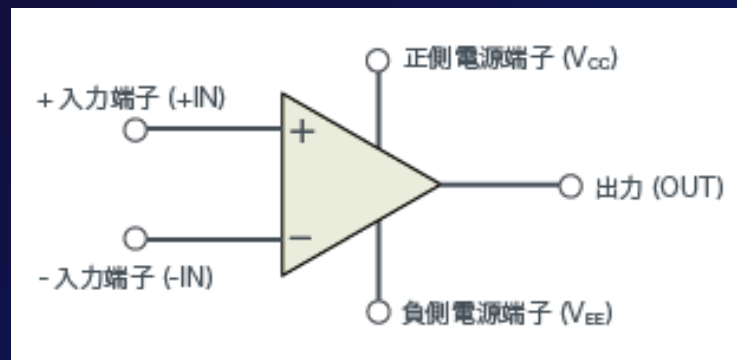 正側電源端子 (VCC)
+ 入力端子 (+IN)
+
出力 (OUT)
−
- 入力端子 (-IN)
負側電源端子 (VEE)